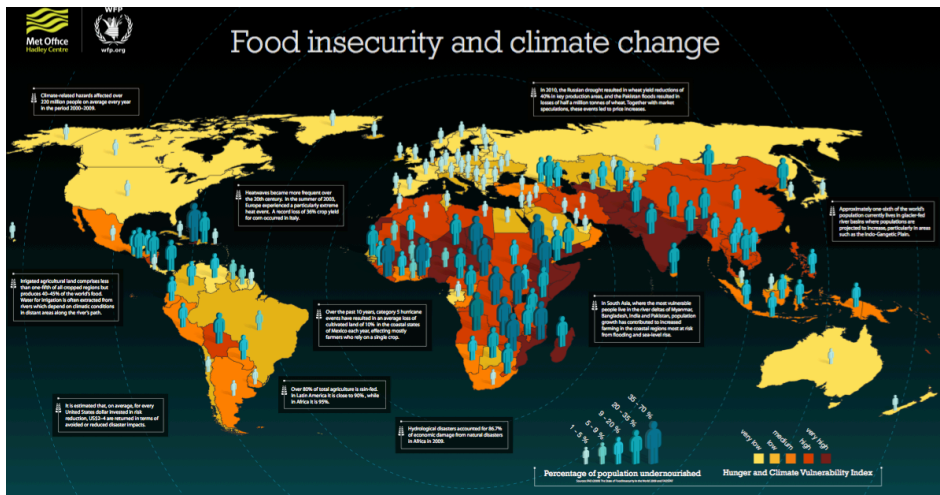 Met Office
Hadley Centre
WFP
wfp.org
Food insecurity and climate change
Climate-related hazards affected over
330 million people on average every year
in the period 2000–2009.
In 2010, the Russian drought resulted in wheat yield reductions of
40% in key production areas, and the Pakistan floods resulted in
losses of half a million tonnes of wheat. Together with market
speculations, these events led to price increases.
Heatwaves became more frequent over
the 20th century. In the summer of 2003,
Europe experienced a particularly extreme
heat event. A record loss of 36% crop yield
for corn occurred in Italy.
Approximately one sixth of the world's
population currently lives in glacier-fed
river basins where populations are
projected to increase, particularly in areas
such as the Indo-Gangetic Plain.
Irrigated agricultural land comprises less
than one-fifth of all cropped regions but
produces 40–45% of the world's food.
Water for irrigation is often extracted from
rivers which depend on climatic conditions
in distant areas along the river's path.
Over the past 10 years, category 5 hurricane
events have resulted in an average loss of
cultivated land of 10% in the coastal states
of Mexico each year, effecting mostly
farmers who rely on a single crop.
In South Asia, where the most vulnerable
people live in the river deltas of Myanmar,
Bangladesh, India and Pakistan, population
growth has contributed to increased
farming in the coastal regions most at risk
from flooding and sea-level rise.
It is estimated that, on average, for every
United States dollar invested in risk
reduction, US$2–4 are returned in terms of
avoided or reduced disaster impacts.
Over 80% of total agriculture is rain-fed.
In Latin America it is close to 90%, while
in Africa it is 95%.
Hydrological disasters accounted for 86.7%
of economic damage from natural disasters
in Africa in 2009.
1 - 5 %
5 - 9 %
9 - 20 %
20 - 35 %
35 - 70 %
Percentage of population undernourished
very low
low
medium
high
very high
Hunger and Climate Vulnerability Index